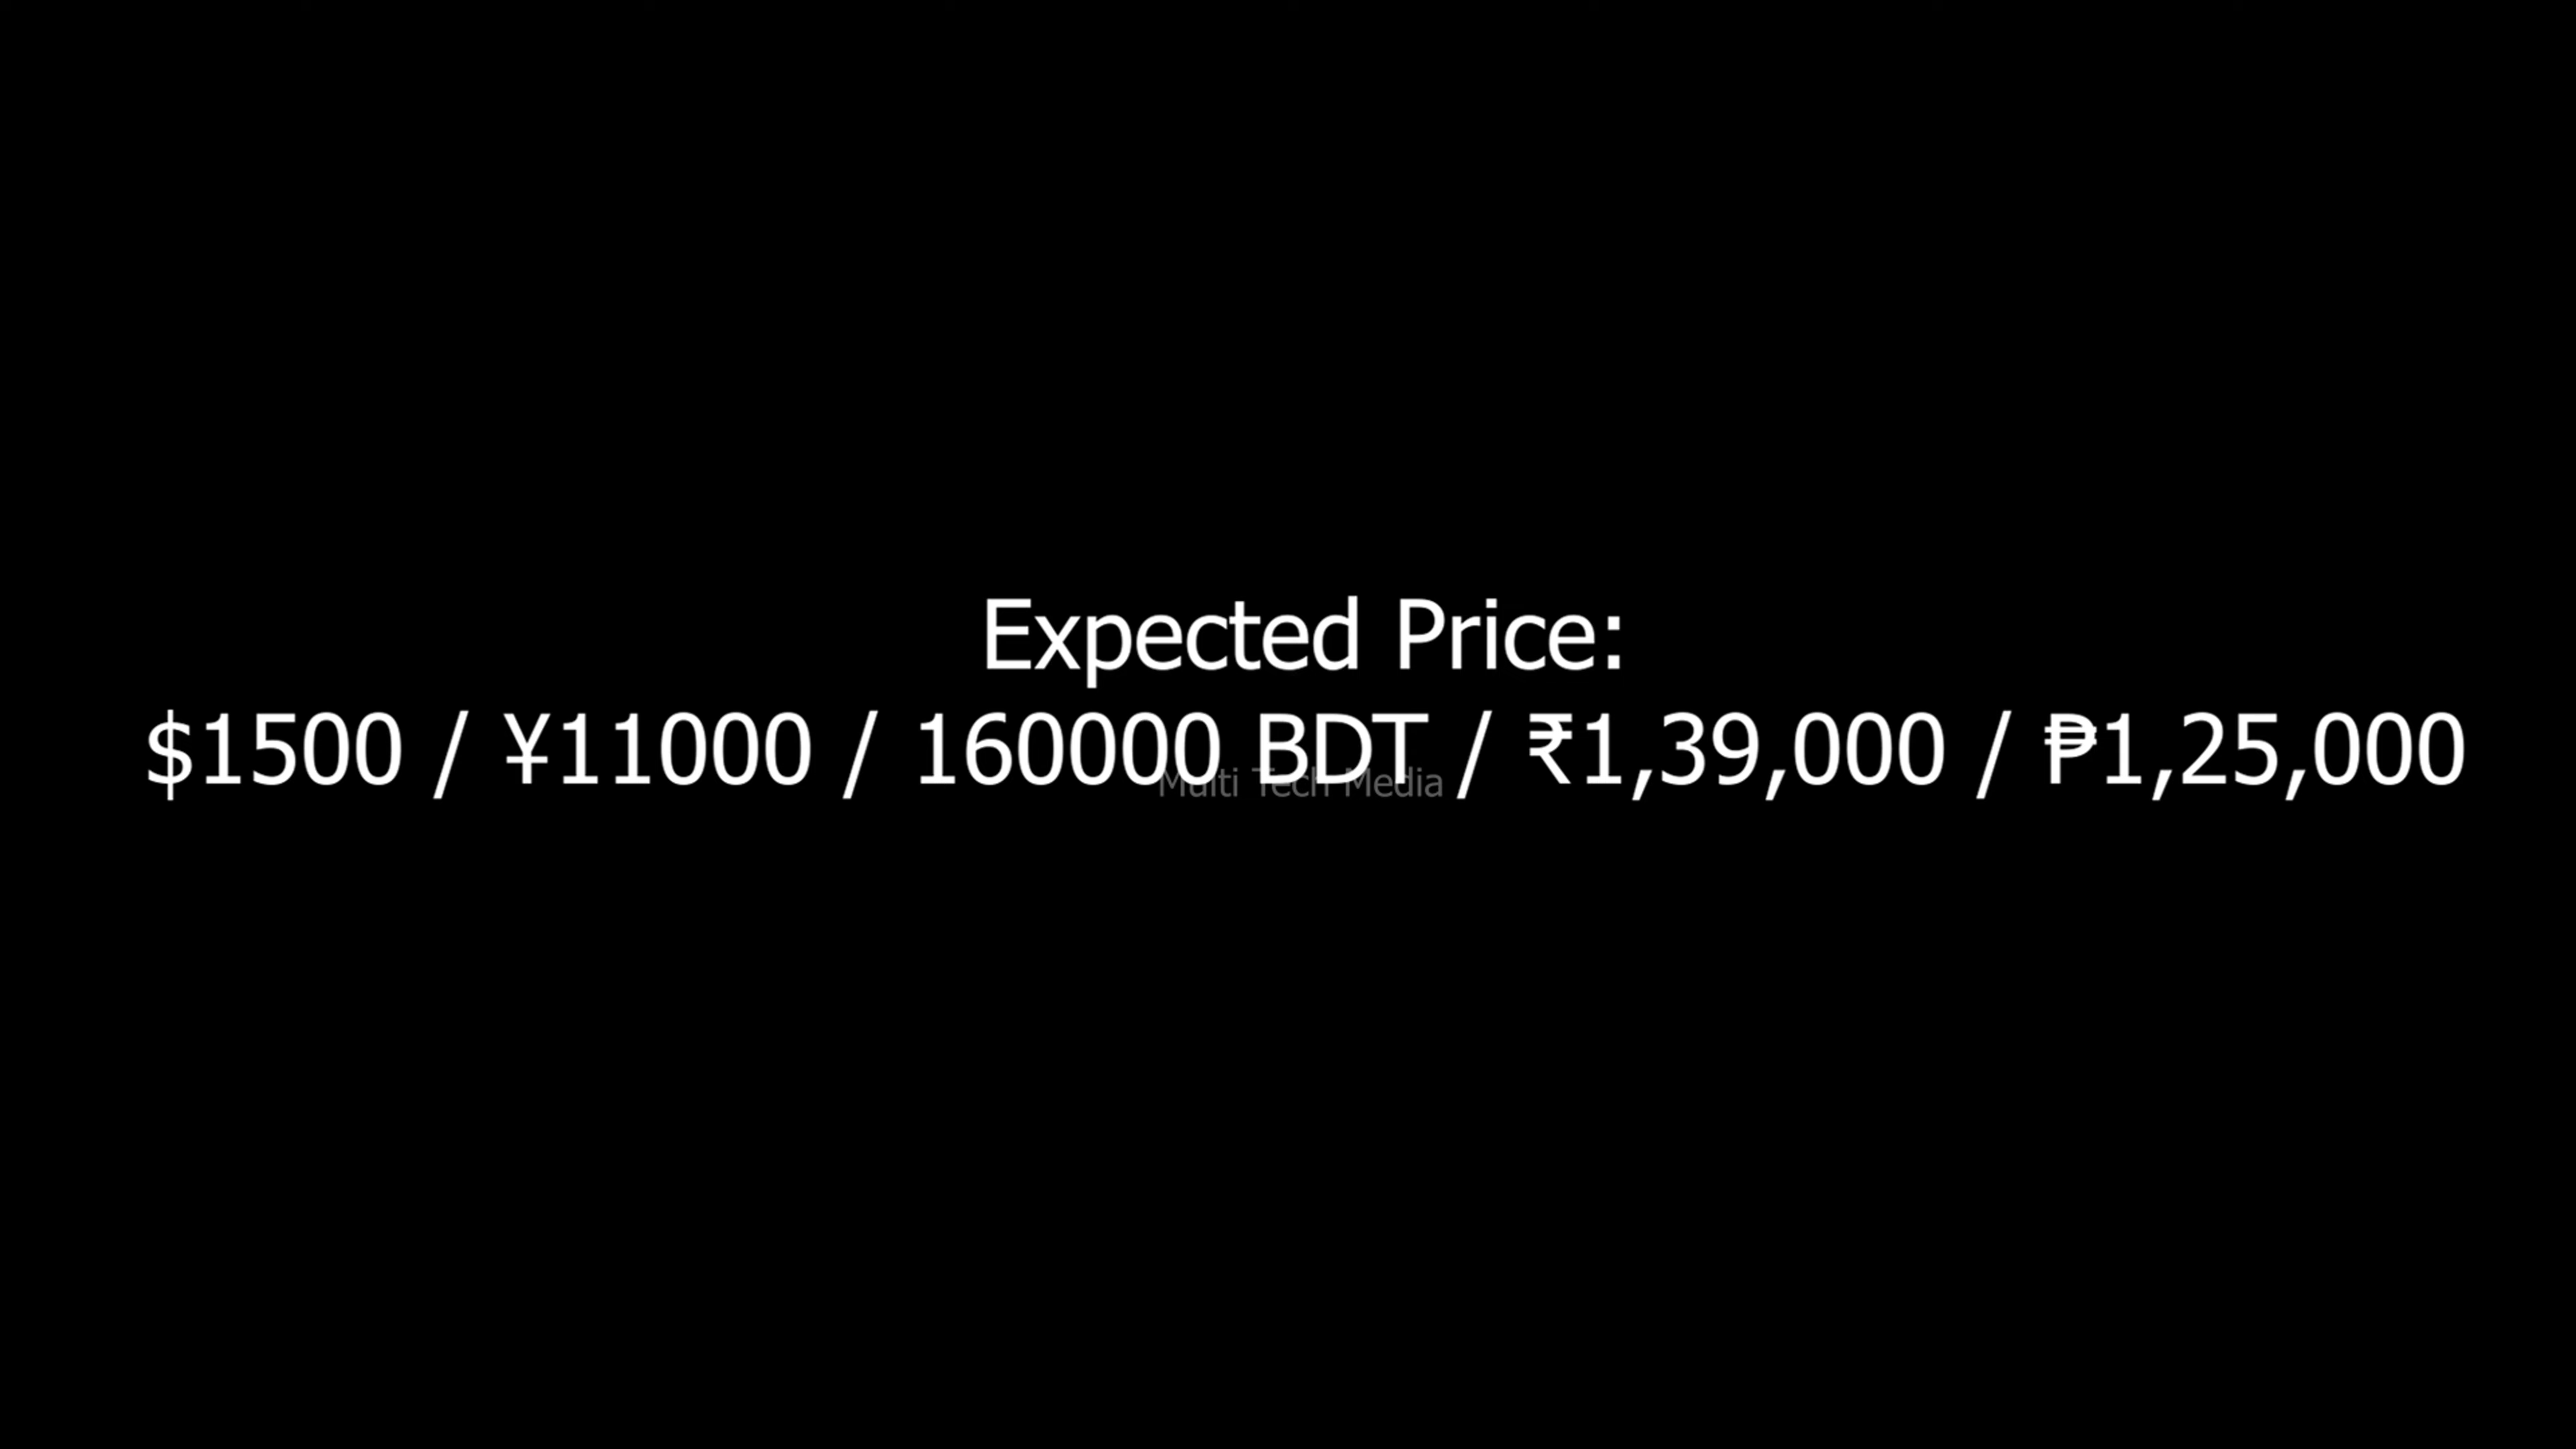 Expected Price:
$1500 / ¥11000 / 160000 BDT / ₹1,39,000 / ₱1,25,000
Multi Tech Media